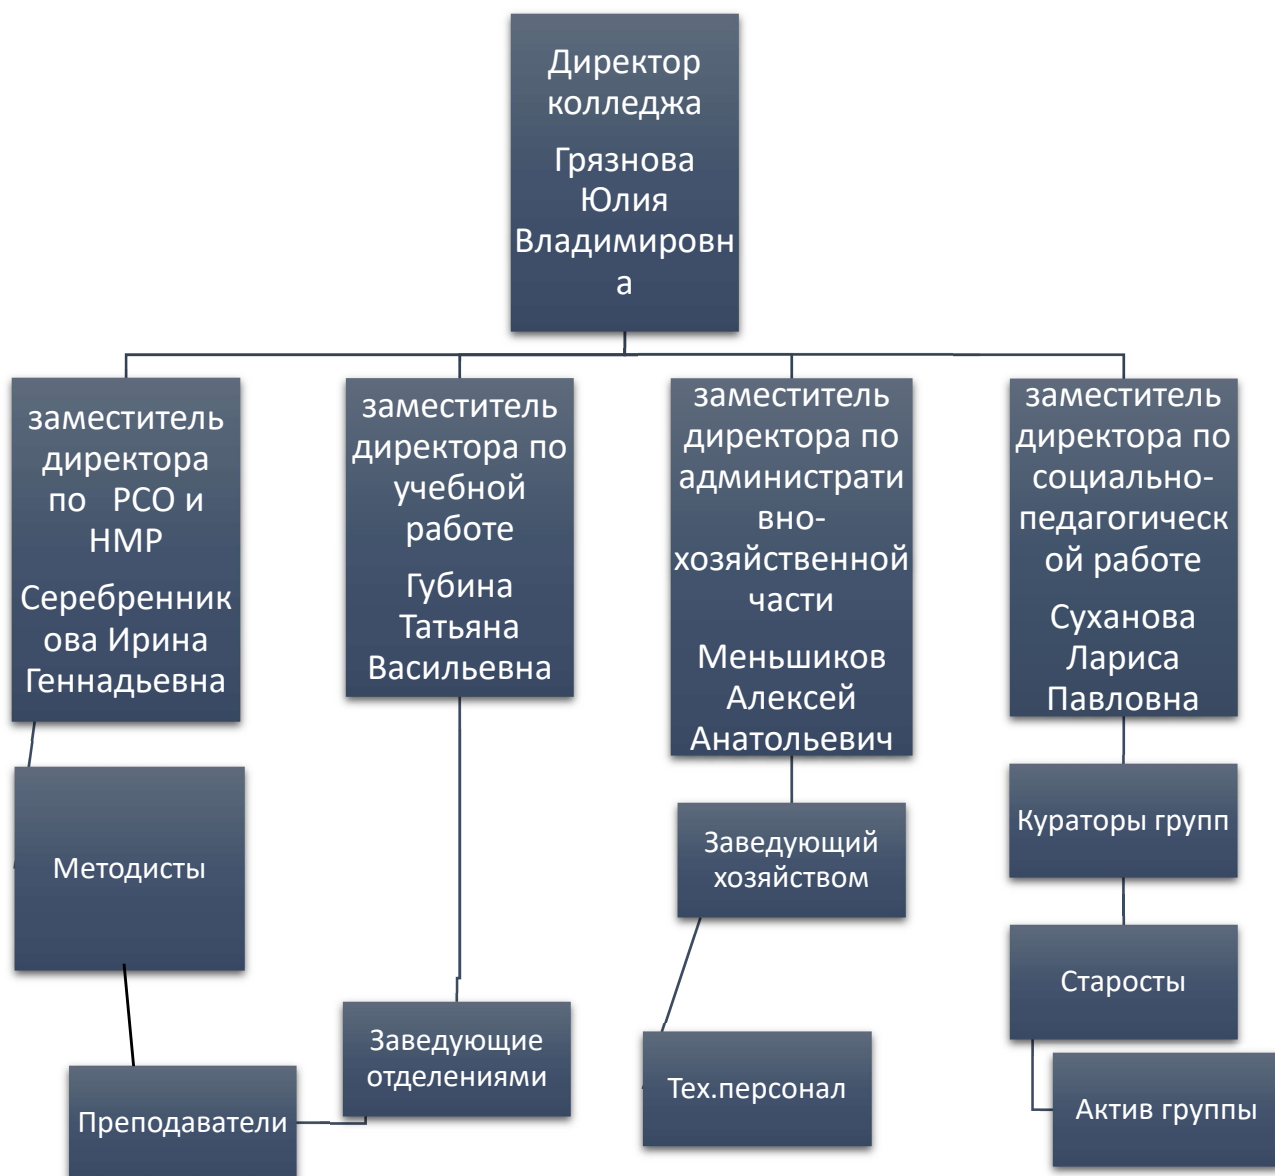 Директор
колледжа
Грязнова
Юлия
Владимировн
а
заместитель
директора
по РСО и
НМР
Серебренник
ова Ирина
Геннадьевна
заместитель
директора по
учебной
работе
Губина
Татьяна
Васильевна
заместитель
директора по
административ
вно-
хозяйственной
части
Меньшиков
Алексей
Анатольевич
заместитель
директора по
социально-
педагогическ
ой работе
Суханова
Лариса
Павловна
Методисты
Заведующий
хозяйством
Кураторы групп
Старосты
Заведующие
отделениями
Преподаватели
Тех.персонал
Актив группы